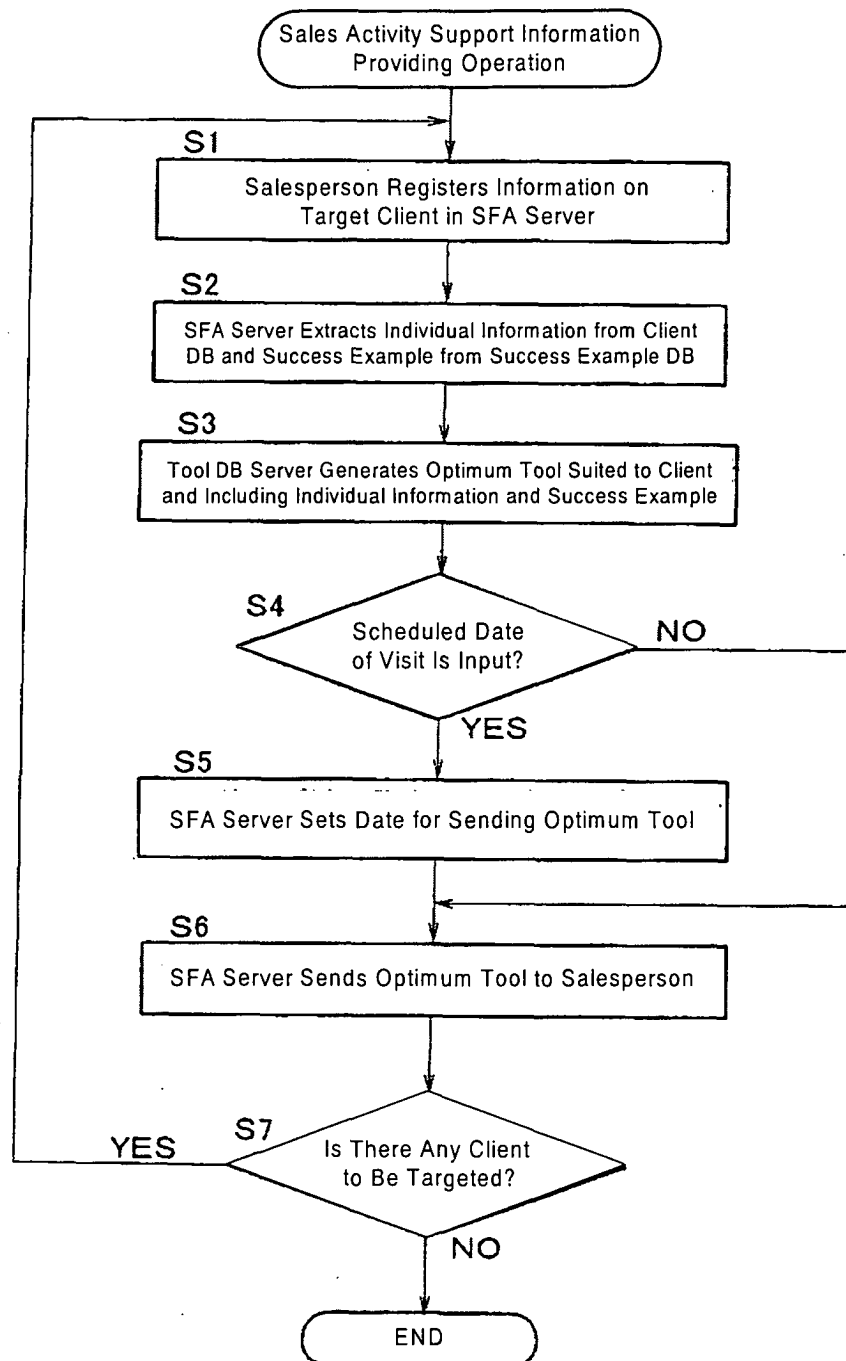 Sales Activity Support Information
Providing Operation
S1
Salesperson Registers Information on
Target Client in SFA Server
S2
SFA Server Extracts Individual Information from Client
DB and Success Example from Success Example DB
S3
Tool DB Server Generates Optimum Tool Suited to Client
and Including Individual Information and Success Example
S4
Scheduled Date
of Visit Is Input?
NO
YES
S5
SFA Server Sets Date for Sending Optimum Tool
S6
SFA Server Sends Optimum Tool to Salesperson
S7
YES
Is There Any Client
to Be Targeted?
NO
END